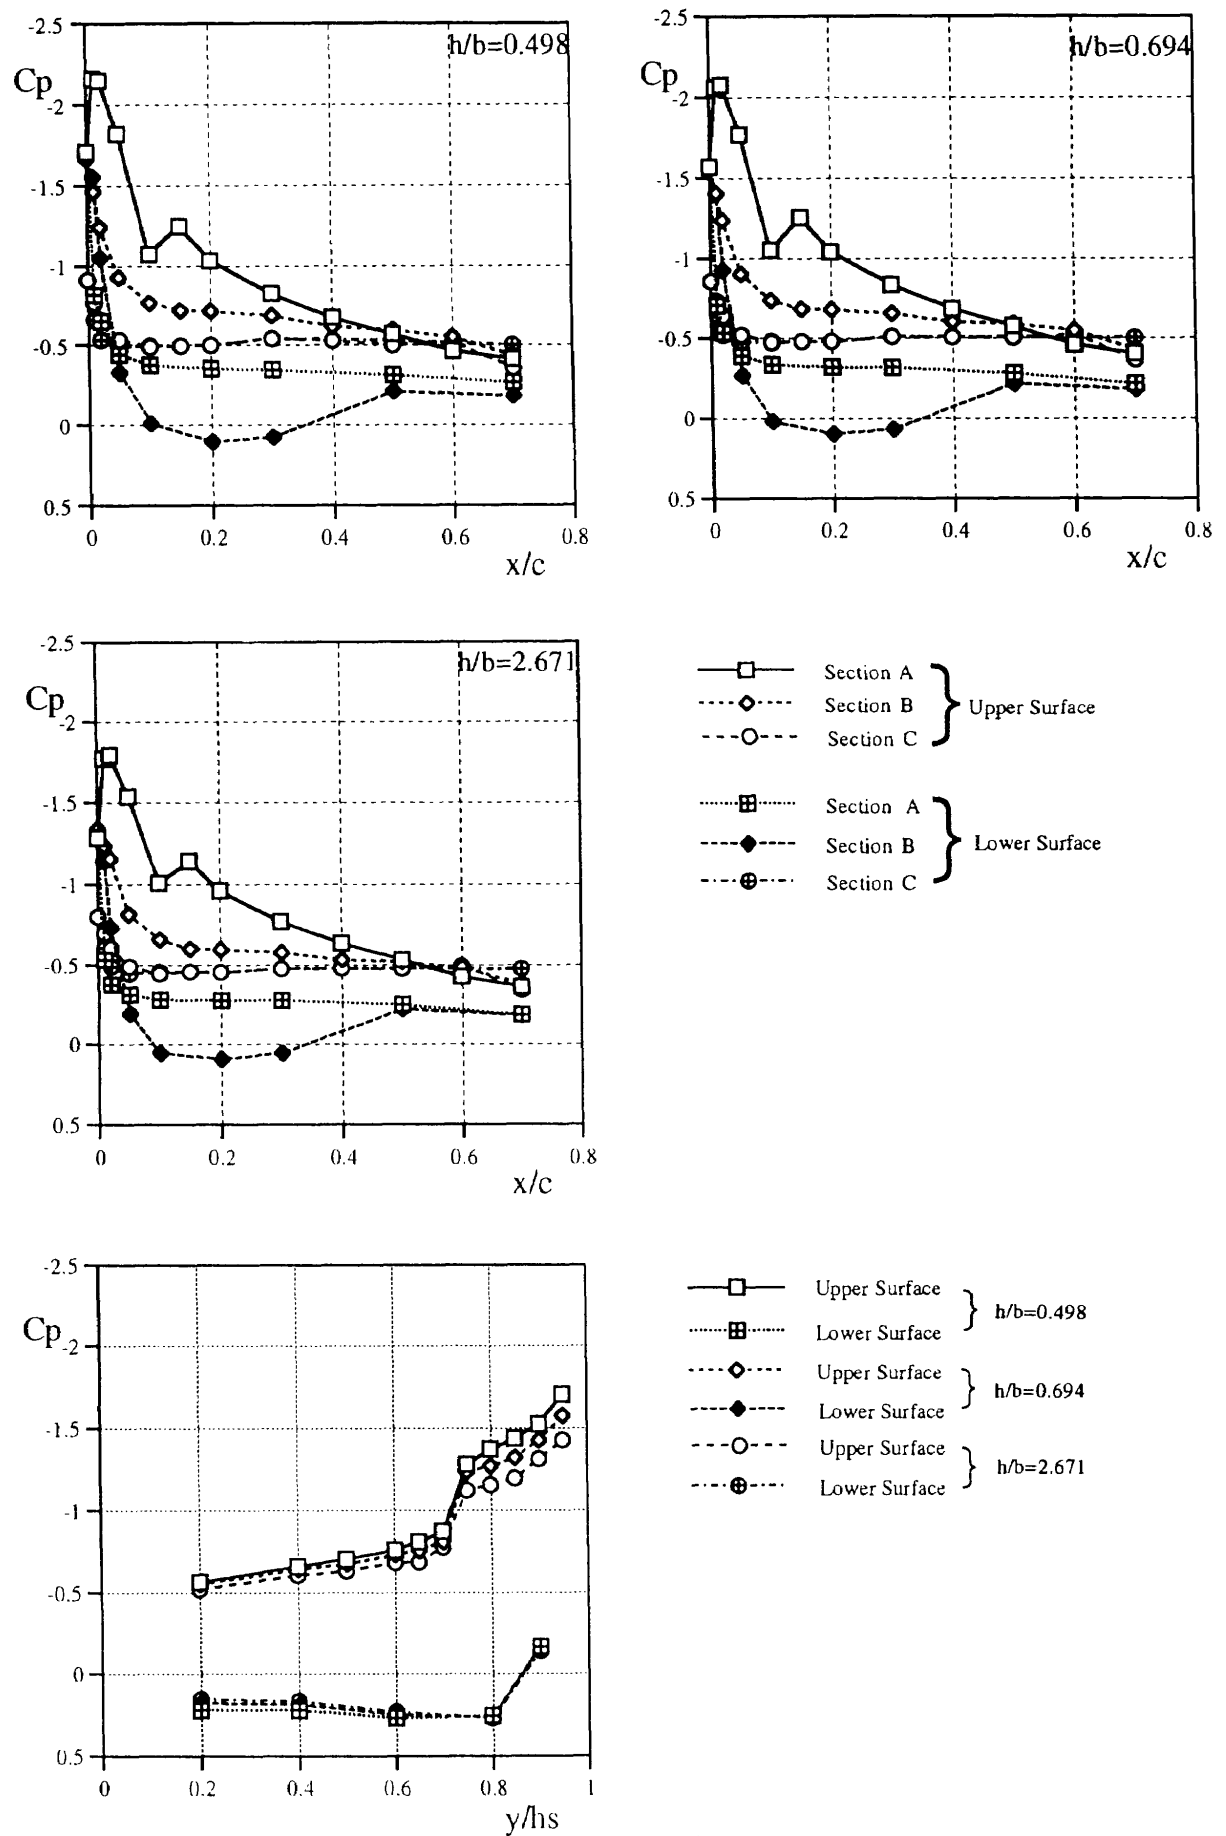 -2.5
h/b=0.498
Cp
-2
-1.5
-1
-0.5
0
0.5
0 0.2 0.4 0.6 0.8
x/c
-2.5
h/b=0.694
Cp
-2
-1.5
-1
-0.5
0
0.5
0 0.2 0.4 0.6 0.8
x/c
-2.5
h/b=2.671
Cp
-2
-1.5
-1
-0.5
0
0.5
0 0.2 0.4 0.6 0.8
x/c
Section A
Section B
Section C
Upper Surface
Section A
Section B
Section C
Lower Surface
-2.5
Cp
-2
-1.5
-1
-0.5
0
0.5
0 0.2 0.4 0.6 0.8 1
y/hs
Upper Surface
Lower Surface
h/b=0.498
Upper Surface
Lower Surface
h/b=0.694
Upper Surface
Lower Surface
h/b=2.671